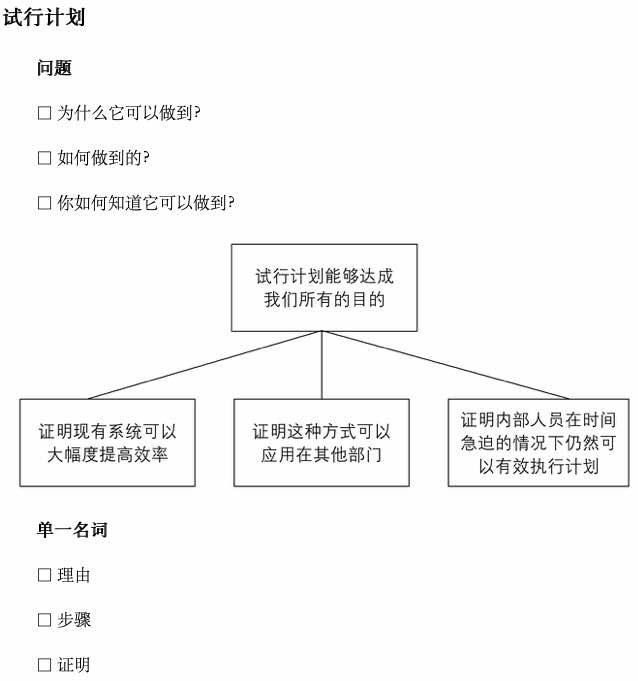 试行计划
问题
□ 为什么它可以做到?
□ 如何做到的?
□ 你如何知道它可以做到?
试行计划能够达成
我们所有的目的
证明现有系统可以
大幅度提高效率
证明这种方式可以
应用在其他部门
证明内部人员在时间
急迫的情况下仍然可
以有效执行计划
单一名词
□ 理由
□ 步骤
□ 证明